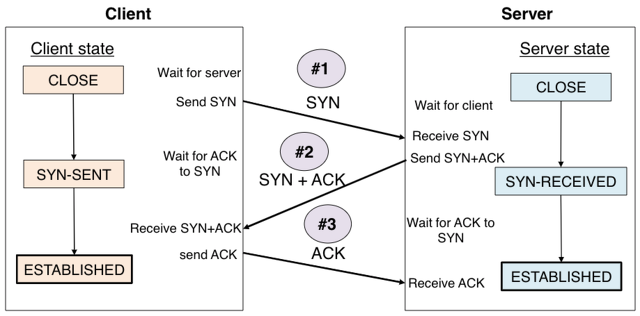 Client
Server
Client state
Server state
CLOSE
Wait for server
Send SYN
#1
SYN
CLOSE
Wait for client
Receive SYN
Wait for ACK
to SYN
#2
SYN + ACK
Send SYN+ACK
SYN-SENT
SYN-RECEIVED
Receive SYN+ACK
send ACK
#3
ACK
Wait for ACK to
SYN
Receive ACK
ESTABLISHED
ESTABLISHED